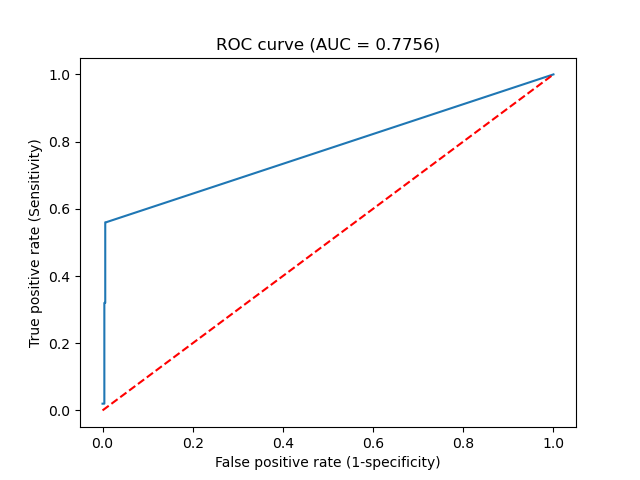 ROC curve (AUC = 0.7756)
True positive rate (Sensitivity)
1.0
0.8
0.6
0.4
0.2
0.0
0.0 0.2 0.4 0.6 0.8 1.0
False positive rate (1-specificity)